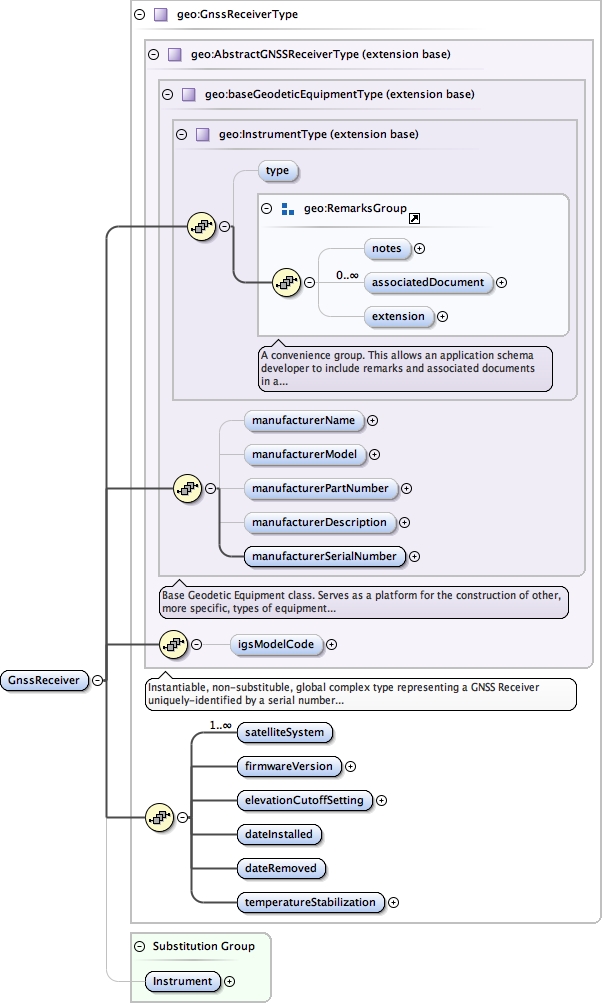 geo:GnssReceiverType
geo:AbstractGNSSReceiverType (extension base)
geo:baseGeodeticEquipmentType (extension base)
geo:InstrumentType (extension base)
type
geo:RemarksGroup
notes
0..∞
associatedDocument
extension
A convenience group. This allows an application schema
developer to include remarks and associated documents
in a...
manufacturerName
manufacturerModel
manufacturerPartNumber
manufacturerDescription
manufacturerSerialNumber
Base Geodetic Equipment class. Serves as a platform for the construction of other,
more specific, types of equipment...
igsModelCode
GnssReceiver
Instantiable, non-substituble, global complex type representing a GNSS Receiver
uniquely-identified by a serial number...
1..∞
satelliteSystem
firmwareVersion
elevationCutoffSetting
dateInstalled
dateRemoved
temperatureStabilization
Substitution Group
Instrument